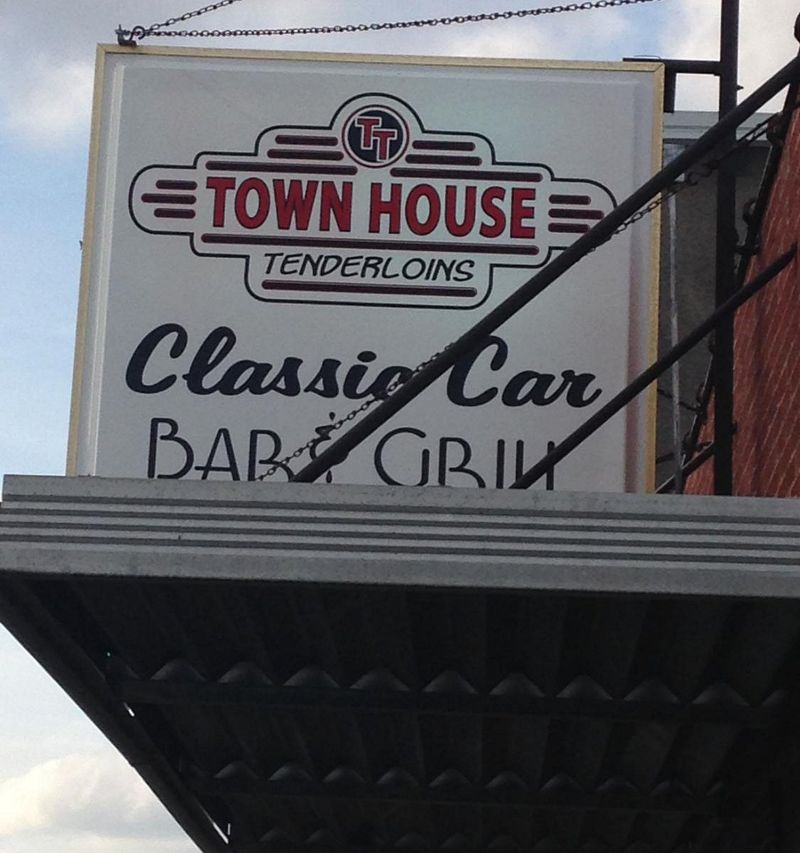 TT
TOWN HOUSE
TENDERLOINS
Classic Car
BAR & GRILL